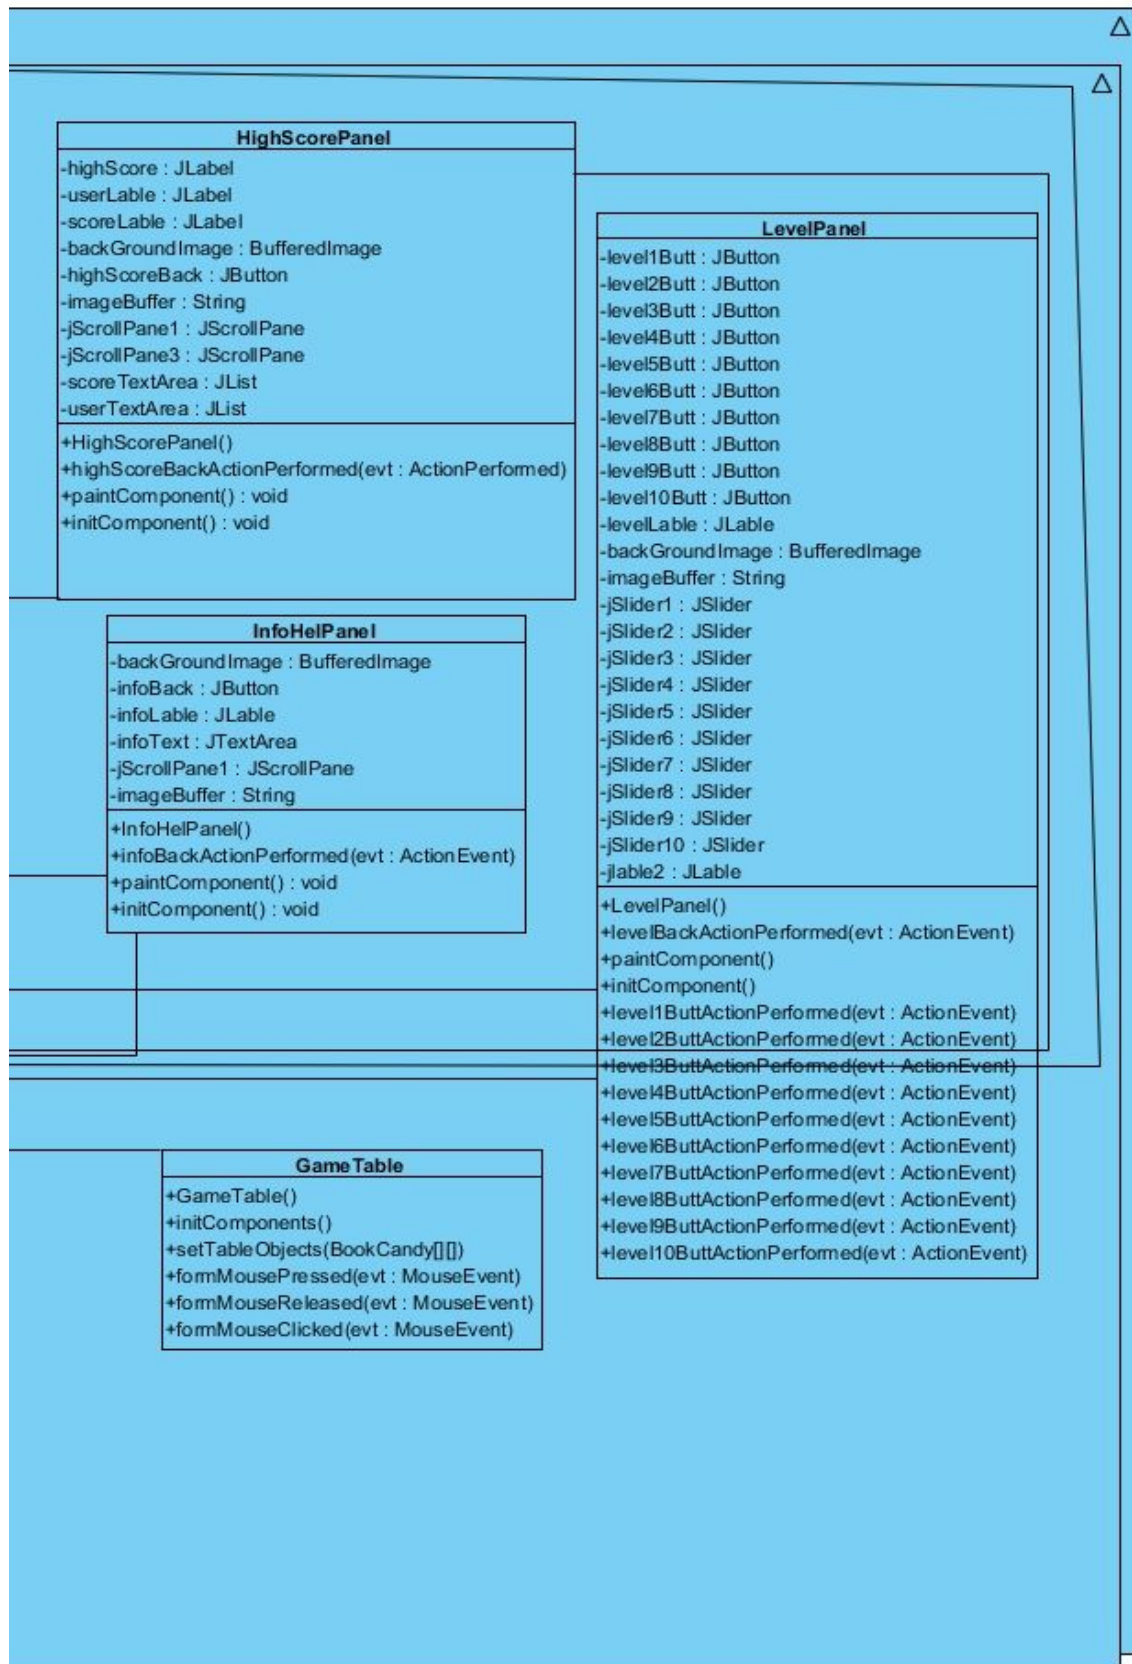 HighScorePanel
-highScore : JLabel
-userLable : JLabel
-scoreLable : JLabel
-backGroundImage : BufferedImage
-highScoreBack : JButton
-imageBuffer : String
-jScrollPane1 : JScrollPane
-jScrollPane3 : JScrollPane
-scoreTextArea : JList
-userTextArea : JList
+HighScorePanel()
+highScoreBackActionPerformed(evt : ActionPerformed)
+paintComponent() : void
+initComponent() : void
InfoHelPanel
-backGroundImage : BufferedImage
-infoBack : JButton
-infoLable : JLable
-infoText : JTextArea
-jScrollPane1 : JScrollPane
-imageBuffer : String
+InfoHelPanel()
+infoBackActionPerformed(evt : ActionEvent)
+paintComponent() : void
+initComponent() : void
LevelPanel
-level1Butt : JButton
-level2Butt : JButton
-level3Butt : JButton
-level4Butt : JButton
-level5Butt : JButton
-level6Butt : JButton
-level7Butt : JButton
-level8Butt : JButton
-level9Butt : JButton
-level10Butt : JButton
-levelLable : JLable
-backGroundImage : BufferedImage
-imageBuffer : String
-jSlider1 : JSlider
-jSlider2 : JSlider
-jSlider3 : JSlider
-jSlider4 : JSlider
-jSlider5 : JSlider
-jSlider6 : JSlider
-jSlider7 : JSlider
-jSlider8 : JSlider
-jSlider9 : JSlider
-jSlider10 : JSlider
-jlable2 : JLable
+LevelPanel()
+levelBackActionPerformed(evt : ActionEvent)
+paintComponent()
+initComponent()
+level1ButtActionPerformed(evt : ActionEvent)
+level2ButtActionPerformed(evt : ActionEvent)
+level3ButtActionPerformed(evt : ActionEvent)
+level4ButtActionPerformed(evt : ActionEvent)
+level5ButtActionPerformed(evt : ActionEvent)
+level6ButtActionPerformed(evt : ActionEvent)
+level7ButtActionPerformed(evt : ActionEvent)
+level8ButtActionPerformed(evt : ActionEvent)
+level9ButtActionPerformed(evt : ActionEvent)
+level10ButtActionPerformed(evt : ActionEvent)
GameTable
+GameTable()
+initComponents()
+setTableObjects(BookCandy[][])
+formMousePressed(evt : MouseEvent)
+formMouseReleased(evt : MouseEvent)
+formMouseClicked(evt : MouseEvent)